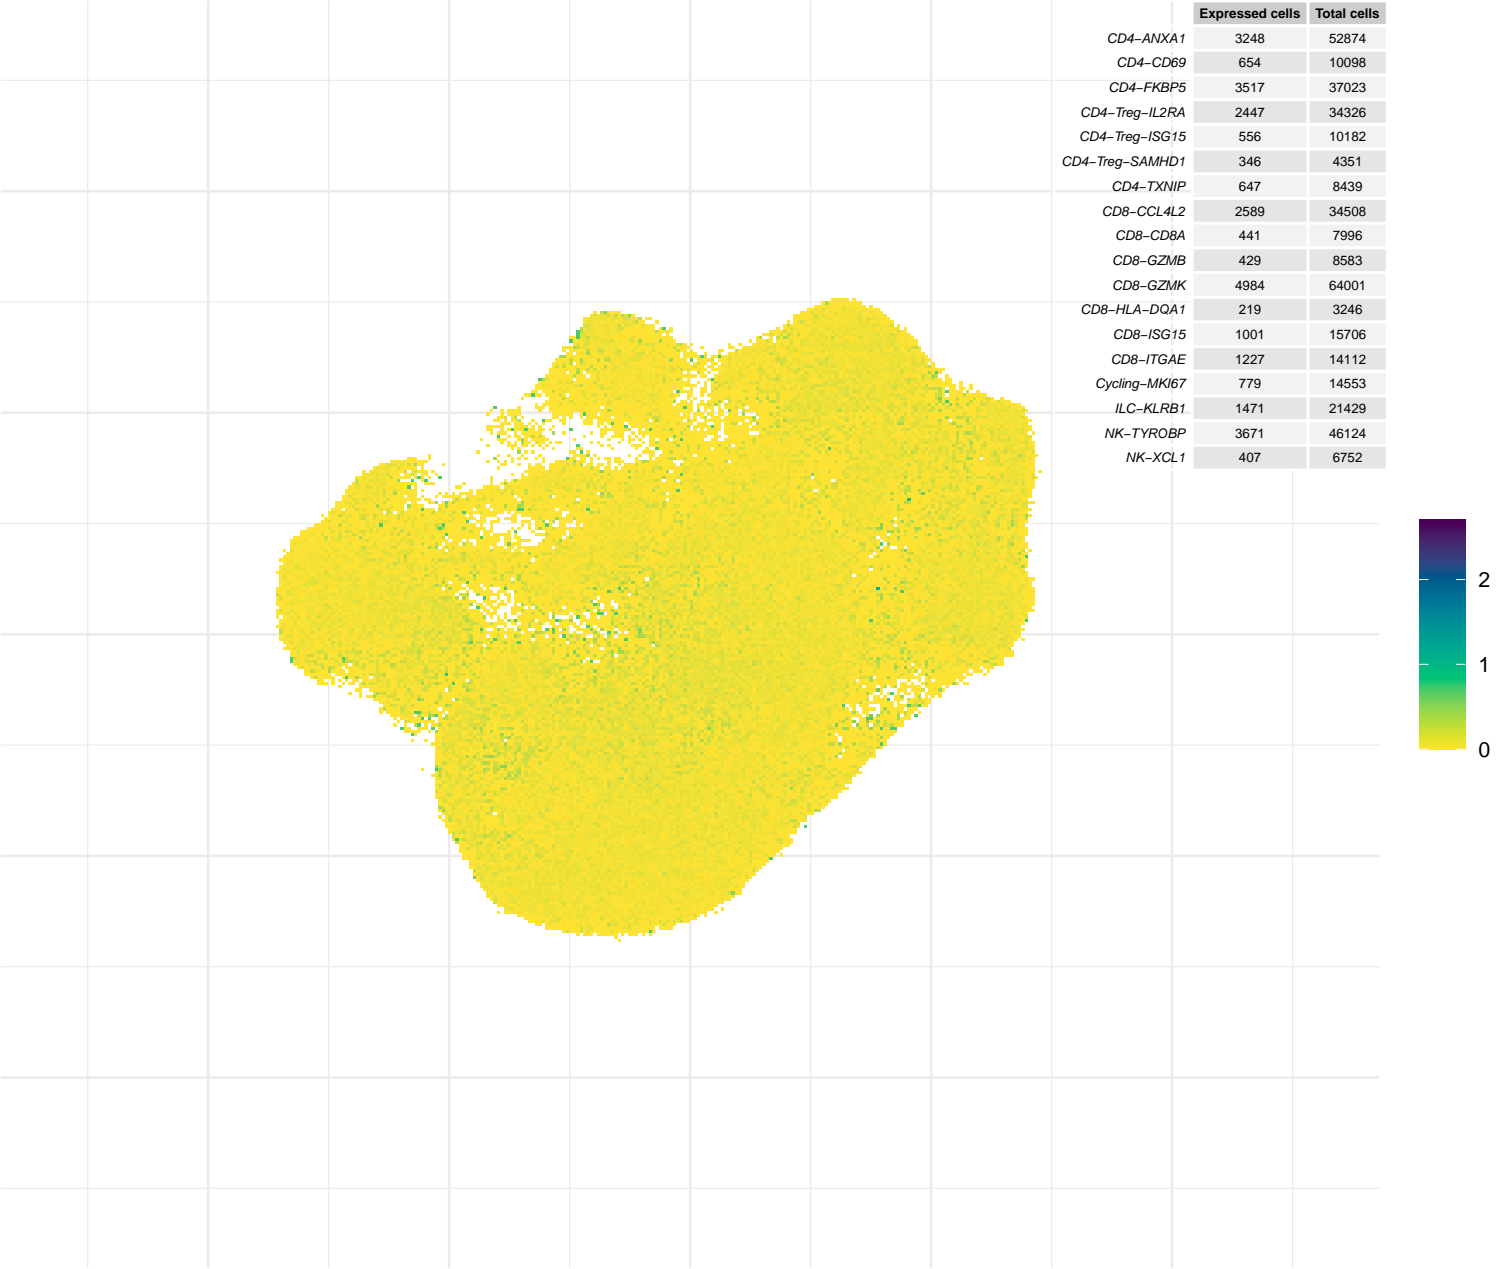 Expressed cells Total cells
CD4−ANXA1 3248 52874
CD4−CD69 654 10098
CD4−FKBP5 3517 37023
CD4−Treg−IL2RA 2447 34326
CD4−Treg−ISG15 556 10182
CD4−Treg−SAMHD1 346 4351
CD4−TXNIP 647 8439
CD8−CCL4L2 2589 34508
CD8−CD8A 441 7996
CD8−GZMB 429 8583
CD8−GZMK 4984 64001
CD8−HLA−DQA1 219 3246
CD8−ISG15 1001 15706
CD8−ITGAE 1227 14112
Cycling−MKI67 779 14553
ILC−KLRB1 1471 21429
NK−TYROBP 3671 46124
NK−XCL1 407 6752
2
1
0